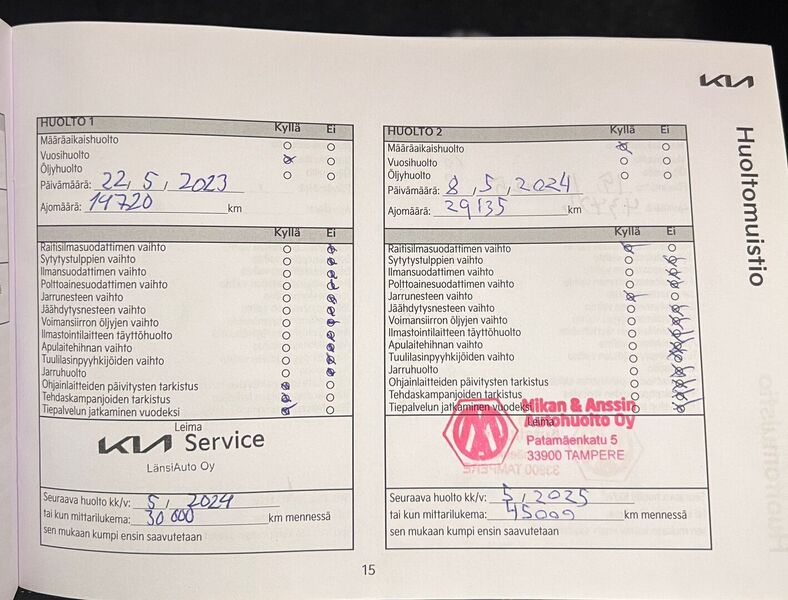 KIA
Huoltomuistio
HUOLTO 1 Kyllä Ei
Määräaikaishuolto
Vuosihuolto
Öljyhuolto
Päivämäärä: 22, 5, 2023
Ajomäärä: 14720 km
Kyllä Ei
Raitisilmasuodattimen vaihto
Sytytystulppien vaihto
Ilmansuodattimen vaihto
Polttoainesuodattimen vaihto
Jarrunesteen vaihto
Jäähdytysnesteen vaihto
Voimansiirron öljyjen vaihto
Ilmastointilaitteen täyttöhuolto
Apulaitehihnan vaihto
Tuulilasinpyyhkijöiden vaihto
Jarruhuolto
Ohjainlaitteiden päivitysten tarkistus
Tehdaskampanjoiden tarkistus
Tiepalvelun jatkaminen vuodeksi
Leima
KIA Service
LänsiAuto Oy
Seuraava huolto kk/v: 5, 2024
tai kun mittarilukema: 30 000 km mennessä
sen mukaan kumpi ensin saavutetaan
HUOLTO 2 Kyllä Ei
Määräaikaishuolto
Vuosihuolto
Öljyhuolto
Päivämäärä: 8, 5, 2024
Ajomäärä: 29135 km
Kyllä Ei
Raitisilmasuodattimen vaihto
Sytytystulppien vaihto
Ilmansuodattimen vaihto
Polttoainesuodattimen vaihto
Jarrunesteen vaihto
Jäähdytysnesteen vaihto
Voimansiirron öljyjen vaihto
Ilmastointilaitteen täyttöhuolto
Apulaitehihnan vaihto
Tuulilasinpyyhkijöiden vaihto
Jarruhuolto
Ohjainlaitteiden päivitysten tarkistus
Tehdaskampanjoiden tarkistus
Tiepalvelun jatkaminen vuodeksi
Mikan & Anssin
Leima
Autohuolto Oy
Patamäenkatu 5
33900 TAMPERE
Seuraava huolto kk/v: 5, 2025
tai kun mittarilukema: 45000 km mennessä
sen mukaan kumpi ensin saavutetaan
15